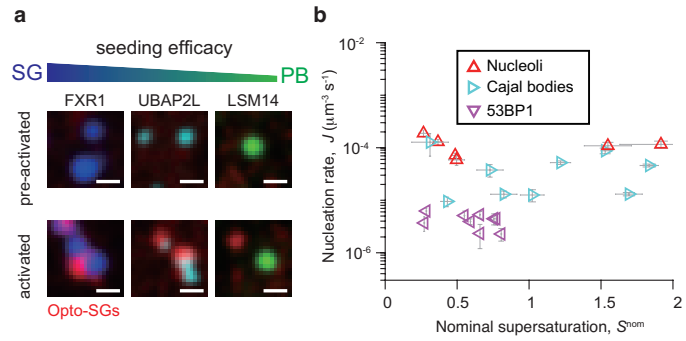 a
seeding efficacy
SG
PB
FXR1 UBAP2L LSM14
pre-activated
activated
Opto-SGs
b
Nucleation rate, J (μm⁻³ s⁻¹)
10⁻²
10⁻⁴
10⁻⁶
Nucleoli
Cajal bodies
53BP1
0 0.5 1 1.5 2
Nominal supersaturation, Sⁿᵒᵐ